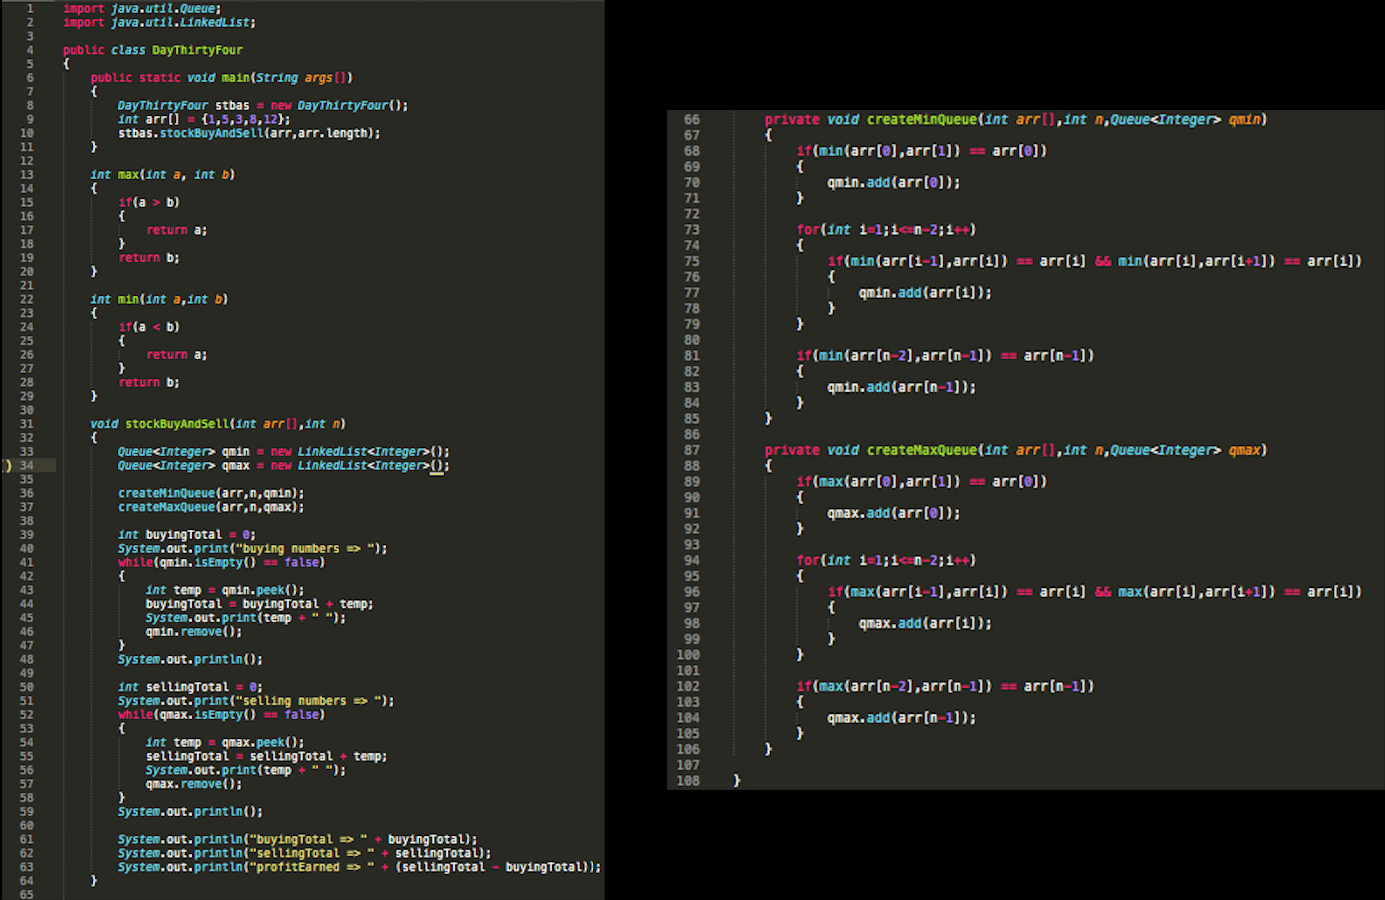 1 import java.util.Queue;
2 import java.util.LinkedList;
3
4 public class DayThirtyFour
5 {
6 public static void main(String args[])
7 {
8 DayThirtyFour stbas = new DayThirtyFour();
9 int arr[] = {1,5,3,8,12};
10 stbas.stockBuyAndSell(arr,arr.length);
11 }
12
13 int max(int a, int b)
14 {
15 if(a > b)
16 {
17 return a;
18 }
19 return b;
20 }
21
22 int min(int a,int b)
23 {
24 if(a < b)
25 {
26 return a;
27 }
28 return b;
29 }
30
31 void stockBuyAndSell(int arr[],int n)
32 {
33 Queue<Integer> qmin = new LinkedList<Integer>();
34 Queue<Integer> qmax = new LinkedList<Integer>();
35
36 createMinQueue(arr,n,qmin);
37 createMaxQueue(arr,n,qmax);
38
39 int buyingTotal = 0;
40 System.out.print("buying numbers => ");
41 while(qmin.isEmpty() == false)
42 {
43 int temp = qmin.peek();
44 buyingTotal = buyingTotal + temp;
45 System.out.print(temp + " ");
46 qmin.remove();
47 }
48 System.out.println();
49
50 int sellingTotal = 0;
51 System.out.print("selling numbers => ");
52 while(qmax.isEmpty() == false)
53 {
54 int temp = qmax.peek();
55 sellingTotal = sellingTotal + temp;
56 System.out.print(temp + " ");
57 qmax.remove();
58 }
59 System.out.println();
60
61 System.out.println("buyingTotal => " + buyingTotal);
62 System.out.println("sellingTotal => " + sellingTotal);
63 System.out.println("profitEarned => " + (sellingTotal - buyingTotal));
64 }
65
66 private void createMinQueue(int arr[],int n,Queue<Integer> qmin)
67 {
68 if(min(arr[0],arr[1]) == arr[0])
69 {
70 qmin.add(arr[0]);
71 }
72
73 for(int i=1;i<=n-2;i++)
74 {
75 if(min(arr[i-1],arr[i]) == arr[i] && min(arr[i],arr[i+1]) == arr[i])
76 {
77 qmin.add(arr[i]);
78 }
79 }
80
81 if(min(arr[n-2],arr[n-1]) == arr[n-1])
82 {
83 qmin.add(arr[n-1]);
84 }
85 }
86
87 private void createMaxQueue(int arr[],int n,Queue<Integer> qmax)
88 {
89 if(max(arr[0],arr[1]) == arr[0])
90 {
91 qmax.add(arr[0]);
92 }
93
94 for(int i=1;i<=n-2;i++)
95 {
96 if(max(arr[i-1],arr[i]) == arr[i] && max(arr[i],arr[i+1]) == arr[i])
97 {
98 qmax.add(arr[i]);
99 }
100 }
101
102 if(max(arr[n-2],arr[n-1]) == arr[n-1])
103 {
104 qmax.add(arr[n-1]);
105 }
106 }
107
108 }